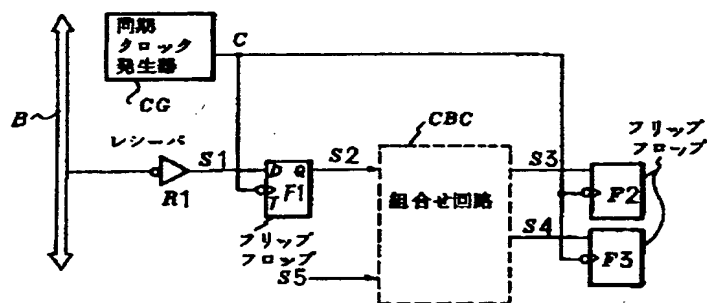 同期
クロック
発生器
CG
C
B
レシーバ
R1
S1
D Q
F1
T
フリップ
フロップ
S2
S5
CBC
組合せ回路
S3
S4
フリップ
フロップ
F2
F3